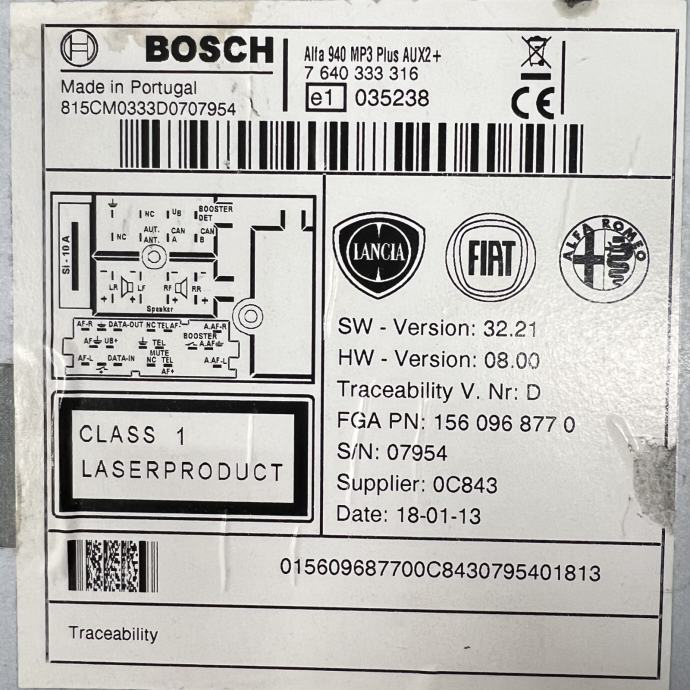 BOSCH
Alfa 940 MP3 Plus AUX2+
7 640 333 316
e1 035238
CE
Made in Portugal
815CM0333D0707954
NC UB BOOSTER DET
NC AUT. ANT. CAN A CAN B
SI - 10 A
LR LF RF RR
Speaker
AF-R DATA-OUT NC TEL AF- A.AF-R
AF UB+ TEL BOOSTER A.AF
MUTE
AF-L DATA-IN NC TEL AF+ A.AF-L
LANCIA
FIAT
ALFA ROMEO
SW - Version: 32.21
HW - Version: 08.00
Traceability V. Nr: D
FGA PN: 156 096 877 0
S/N: 07954
Supplier: 0C843
Date: 18-01-13
CLASS 1
LASERPRODUCT
015609687700C8430795401813
Traceability